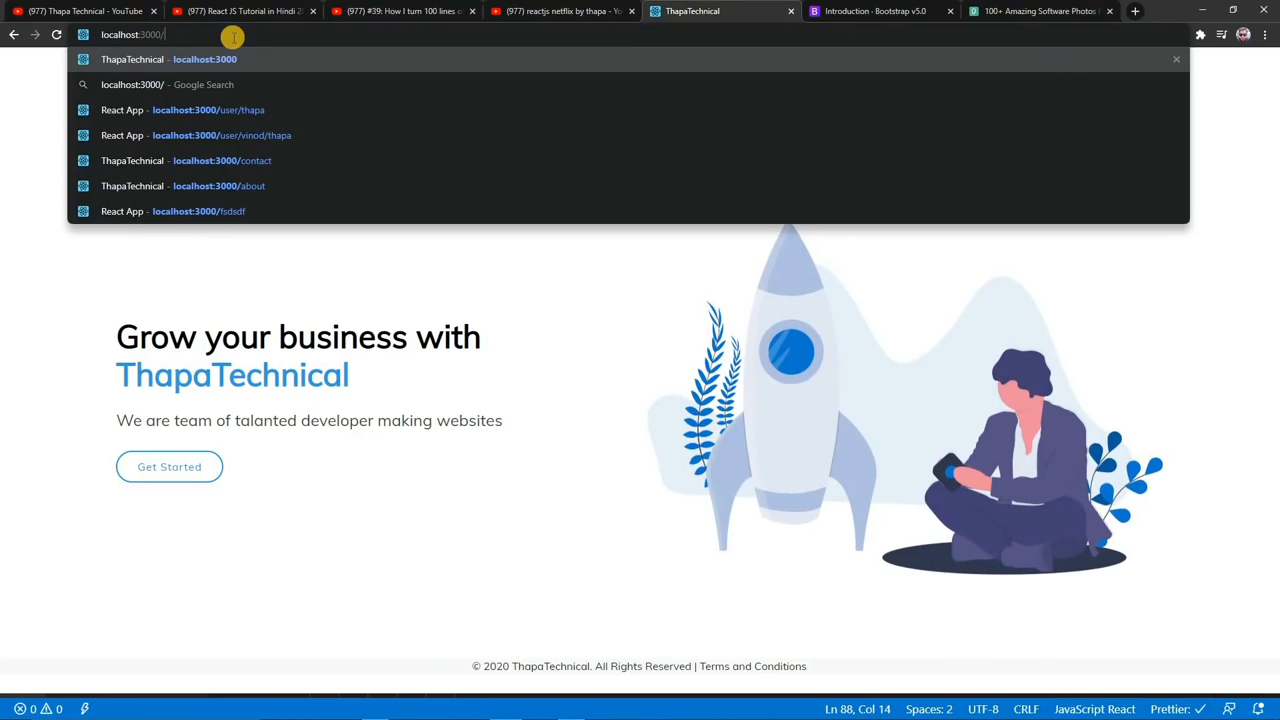 (977) Thapa Technical - YouTube
(977) React JS Tutorial in Hindi 2
(977) #39: How I turn 100 lines o
(977) reactjs netflix by thapa - Yo
ThapaTechnical
Introduction · Bootstrap v5.0
100+ Amazing Software Photos
localhost:3000/
ThapaTechnical - localhost:3000
localhost:3000/ - Google Search
React App - localhost:3000/user/thapa
React App - localhost:3000/user/vinod/thapa
ThapaTechnical - localhost:3000/contact
ThapaTechnical - localhost:3000/about
React App - localhost:3000/fsdsdf
Grow your business with
ThapaTechnical
We are team of talanted developer making websites
Get Started
© 2020 ThapaTechnical. All Rights Reserved | Terms and Conditions
0 0 Ln 88, Col 14 Spaces: 2 UTF-8 CRLF JavaScript React Prettier: ✓